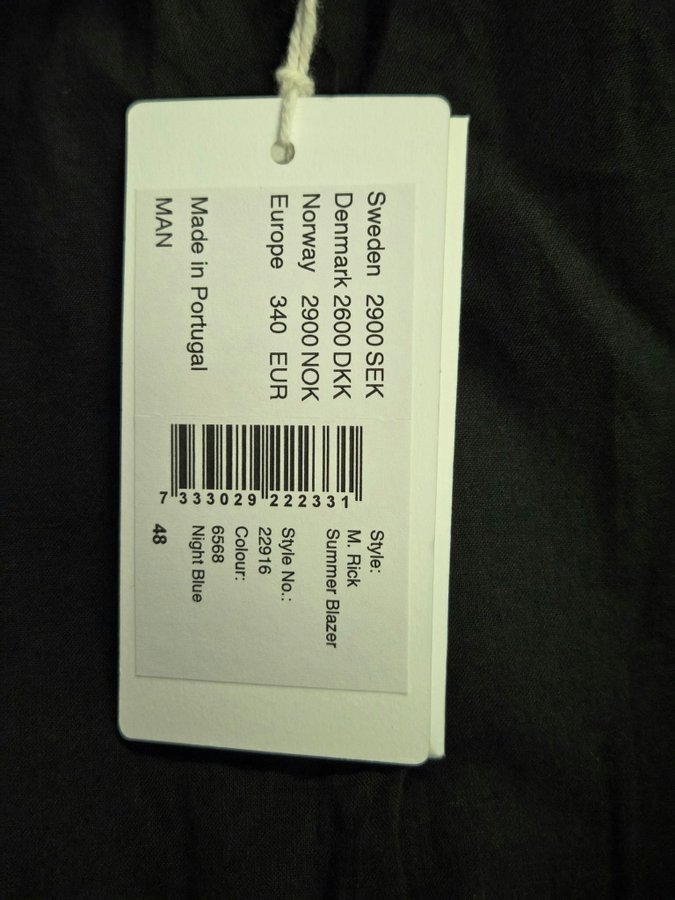 Sweden 2900 SEK
Denmark 2600 DKK
Norway 2900 NOK
Europe 340 EUR
Made in Portugal
MAN
7 333029 222331
Style:
M. Rick
Summer Blazer
Style No.:
22916
Colour:
6568
Night Blue
48